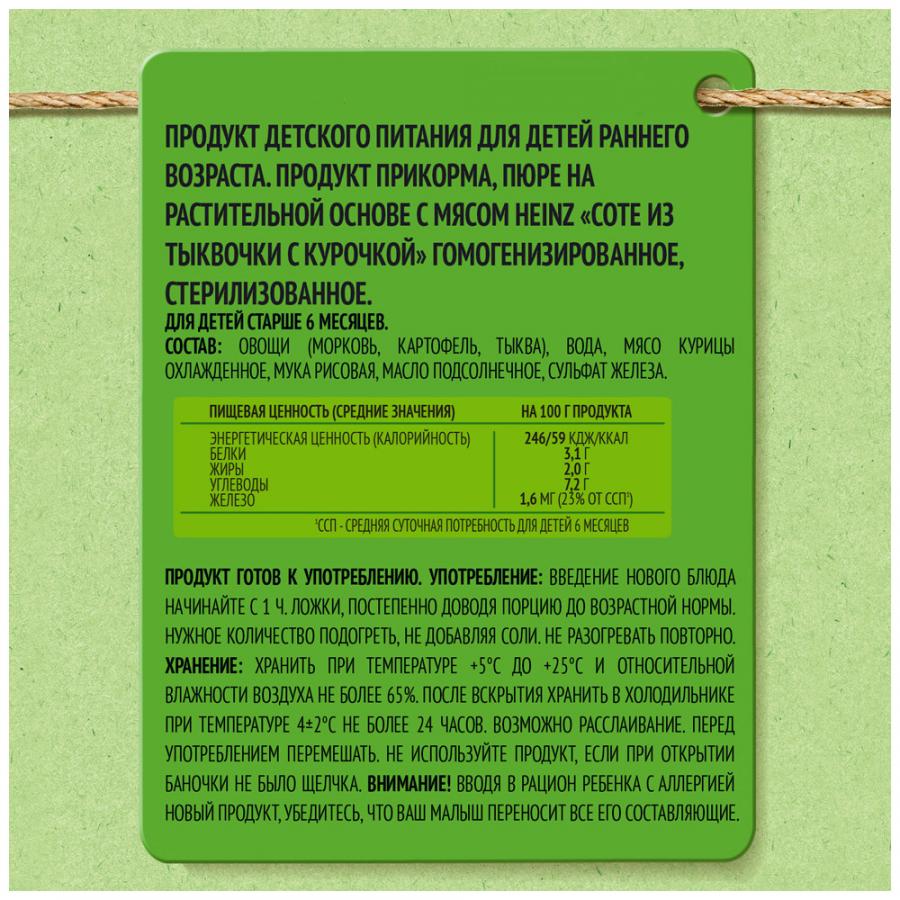 ПРОДУКТ ДЕТСКОГО ПИТАНИЯ ДЛЯ ДЕТЕЙ РАННЕГО
ВОЗРАСТА. ПРОДУКТ ПРИКОРМА, ПЮРЕ НА
РАСТИТЕЛЬНОЙ ОСНОВЕ С МЯСОМ HEINZ «СОТЕ ИЗ
ТЫКВОЧКИ С КУРОЧКОЙ» ГОМОГЕНИЗИРОВАННОЕ,
СТЕРИЛИЗОВАННОЕ.
ДЛЯ ДЕТЕЙ СТАРШЕ 6 МЕСЯЦЕВ.
СОСТАВ: ОВОЩИ (МОРКОВЬ, КАРТОФЕЛЬ, ТЫКВА), ВОДА, МЯСО КУРИЦЫ
ОХЛАЖДЕННОЕ, МУКА РИСОВАЯ, МАСЛО ПОДСОЛНЕЧНОЕ, СУЛЬФАТ ЖЕЛЕЗА.
ПИЩЕВАЯ ЦЕННОСТЬ (СРЕДНИЕ ЗНАЧЕНИЯ) НА 100 Г ПРОДУКТА
ЭНЕРГЕТИЧЕСКАЯ ЦЕННОСТЬ (КАЛОРИЙНОСТЬ) 246/59 КДЖ/ККАЛ
БЕЛКИ 3,1 Г
ЖИРЫ 2,0 Г
УГЛЕВОДЫ 7,2 Г
ЖЕЛЕЗО 1,6 МГ (23% ОТ ССП¹)
¹ССП - СРЕДНЯЯ СУТОЧНАЯ ПОТРЕБНОСТЬ ДЛЯ ДЕТЕЙ 6 МЕСЯЦЕВ
ПРОДУКТ ГОТОВ К УПОТРЕБЛЕНИЮ. УПОТРЕБЛЕНИЕ: ВВЕДЕНИЕ НОВОГО БЛЮДА
НАЧИНАЙТЕ С 1 Ч. ЛОЖКИ, ПОСТЕПЕННО ДОВОДЯ ПОРЦИЮ ДО ВОЗРАСТНОЙ НОРМЫ.
НУЖНОЕ КОЛИЧЕСТВО ПОДОГРЕТЬ, НЕ ДОБАВЛЯЯ СОЛИ. НЕ РАЗОГРЕВАТЬ ПОВТОРНО.
ХРАНЕНИЕ: ХРАНИТЬ ПРИ ТЕМПЕРАТУРЕ +5°С ДО +25°С И ОТНОСИТЕЛЬНОЙ
ВЛАЖНОСТИ ВОЗДУХА НЕ БОЛЕЕ 65%. ПОСЛЕ ВСКРЫТИЯ ХРАНИТЬ В ХОЛОДИЛЬНИКЕ
ПРИ ТЕМПЕРАТУРЕ 4±2°С НЕ БОЛЕЕ 24 ЧАСОВ. ВОЗМОЖНО РАССЛАИВАНИЕ. ПЕРЕД
УПОТРЕБЛЕНИЕМ ПЕРЕМЕШАТЬ. НЕ ИСПОЛЬЗУЙТЕ ПРОДУКТ, ЕСЛИ ПРИ ОТКРЫТИИ
БАНОЧКИ НЕ БЫЛО ЩЕЛЧКА. ВНИМАНИЕ! ВВОДЯ В РАЦИОН РЕБЕНКА С АЛЛЕРГИЕЙ
НОВЫЙ ПРОДУКТ, УБЕДИТЕСЬ, ЧТО ВАШ МАЛЫШ ПЕРЕНОСИТ ВСЕ ЕГО СОСТАВЛЯЮЩИЕ.